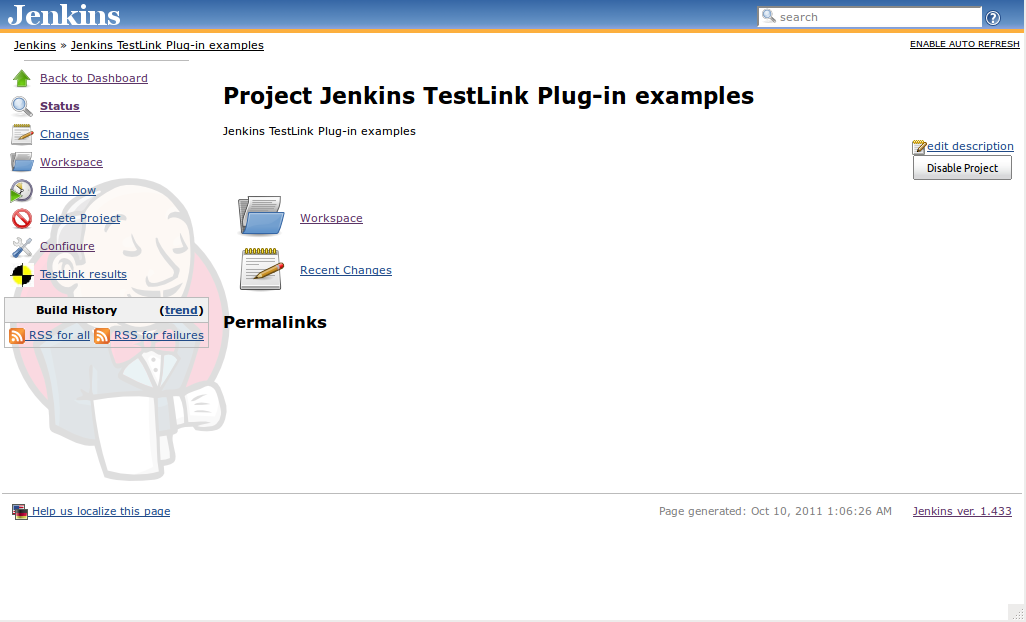 Jenkins
search
?
Jenkins » Jenkins TestLink Plug-in examples
ENABLE AUTO REFRESH
Back to Dashboard
Status
Changes
Workspace
Build Now
Delete Project
Configure
TestLink results
Build History (trend)
RSS for all RSS for failures
Project Jenkins TestLink Plug-in examples
Jenkins TestLink Plug-in examples
edit description
Disable Project
Workspace
Recent Changes
Permalinks
Help us localize this page
Page generated: Oct 10, 2011 1:06:26 AM Jenkins ver. 1.433